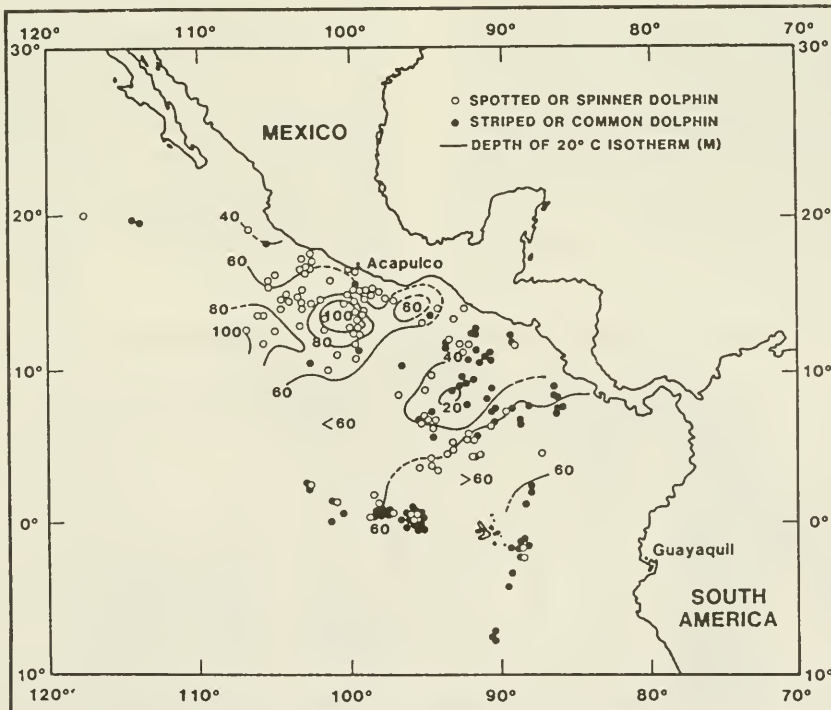 120° 110° 100° 90° 80° 70°
30° 30°
○ SPOTTED OR SPINNER DOLPHIN
MEXICO
● STRIPED OR COMMON DOLPHIN
— DEPTH OF 20° C ISOTHERM (M)
20° 40 20°
60 Acapulco
60
80 100
100 80
40
10° 60 10°
20
<60
>60 60
0° 60 0°
Guayaquil
SOUTH
AMERICA
10° 10°
120° 110° 100° 90° 80° 70°